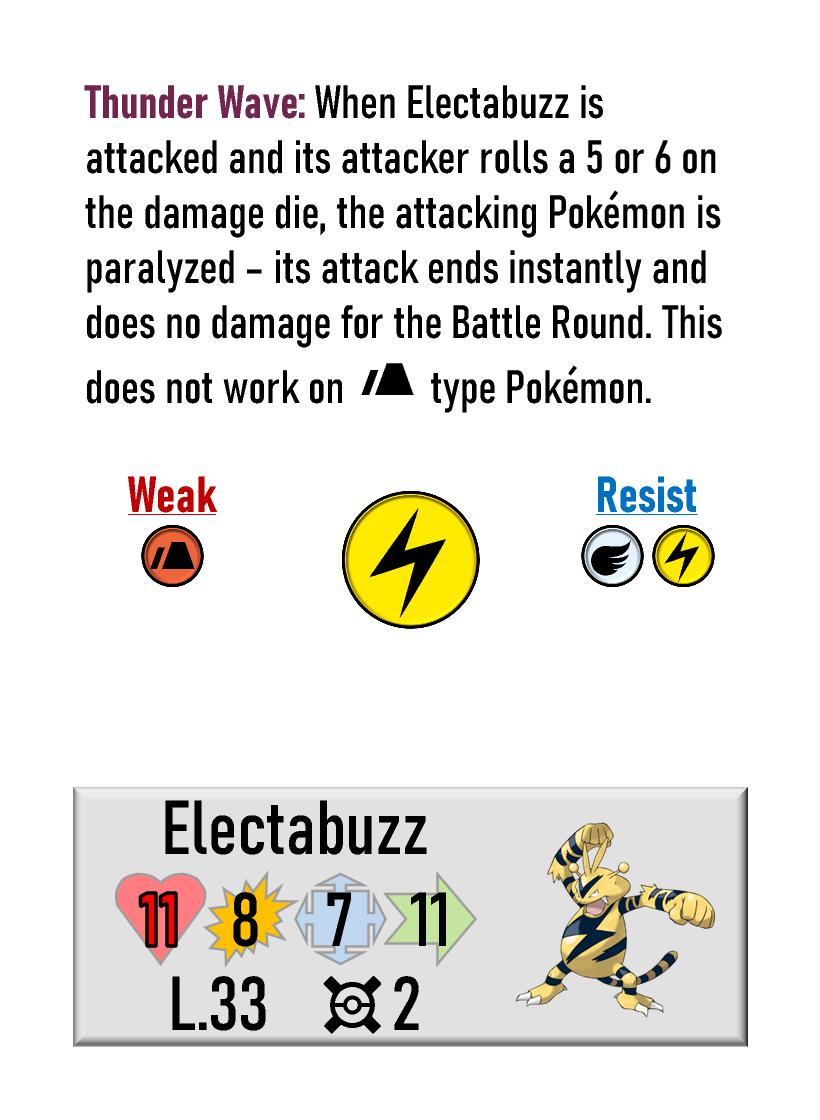 Thunder Wave: When Electabuzz is
attacked and its attacker rolls a 5 or 6 on
the damage die, the attacking Pokémon is
paralyzed – its attack ends instantly and
does no damage for the Battle Round. This
does not work on type Pokémon.
Weak
Resist
Electabuzz
11 8 7 11
L.33 2